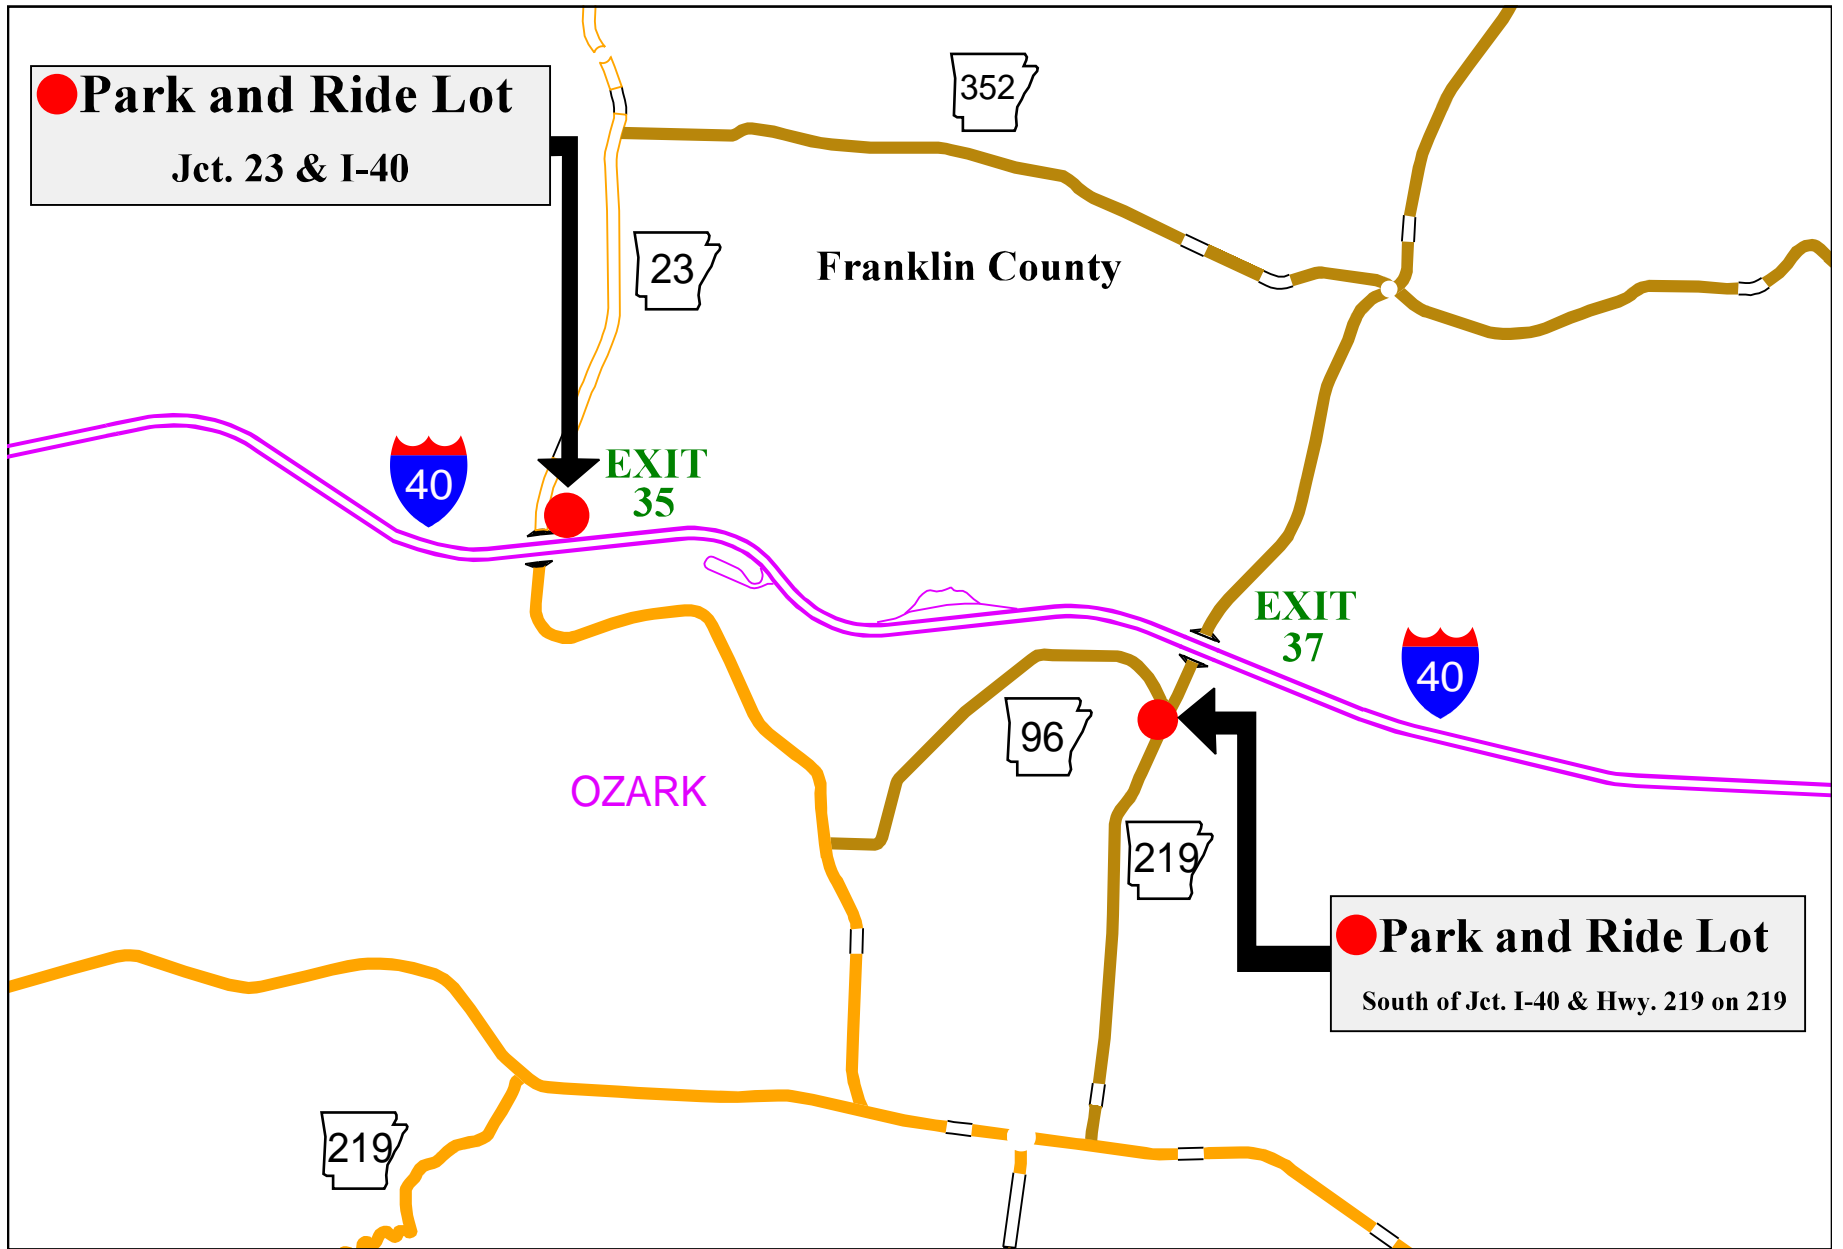 Park and Ride Lot
Jct. 23 & I-40
352
23
Franklin County
40
EXIT
35
EXIT
37
40
96
OZARK
219
Park and Ride Lot
South of Jct. I-40 & Hwy. 219 on 219
219